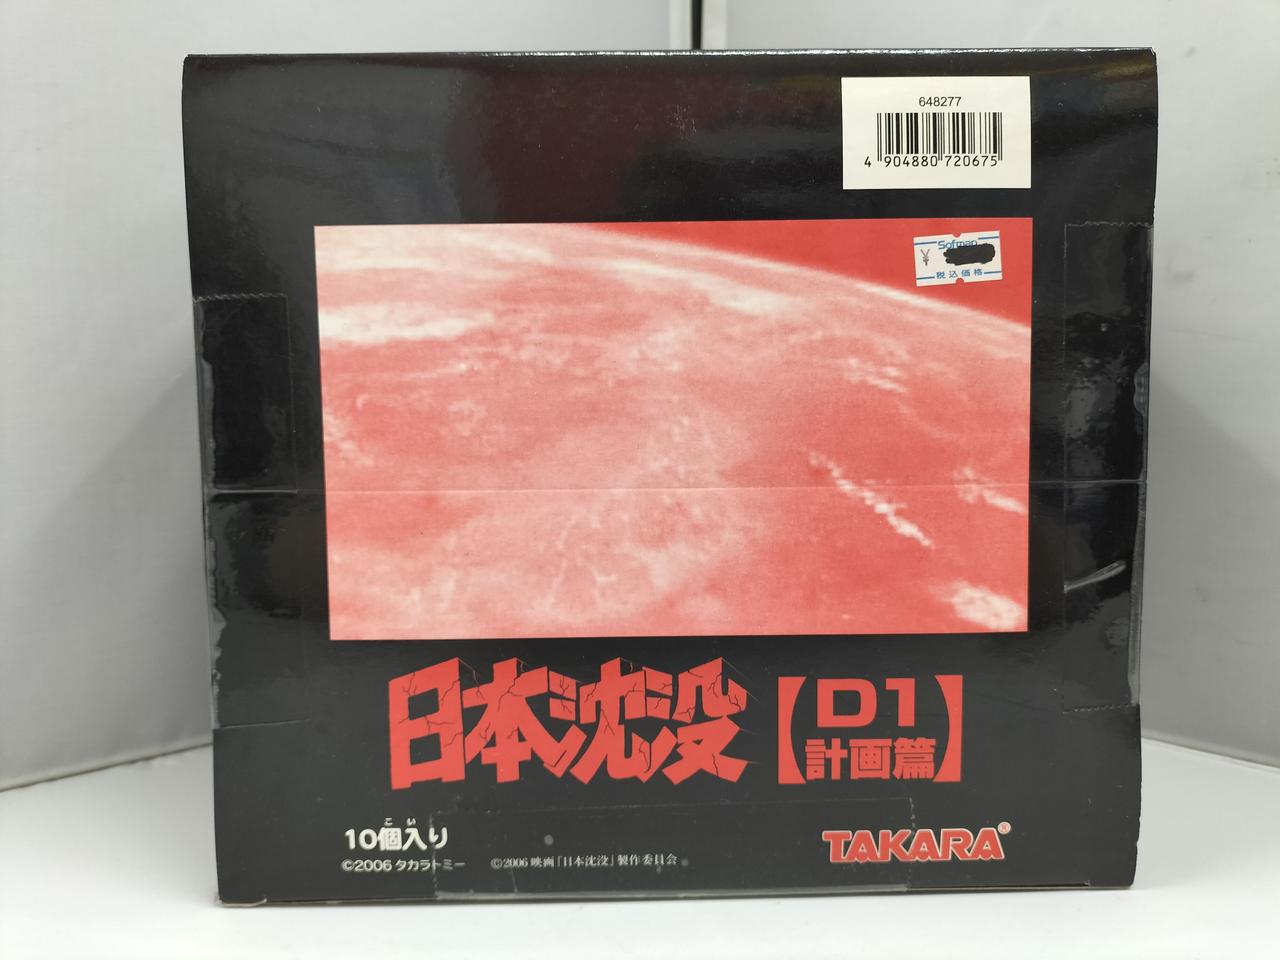 648277
4 904880 720675
Sofmap
¥
税込価格
日本沈没
【D1
計画篇】
こ い
10個入り
©2006 タカラトミー
©2006 映画「日本沈没」製作委員会
TAKARA®